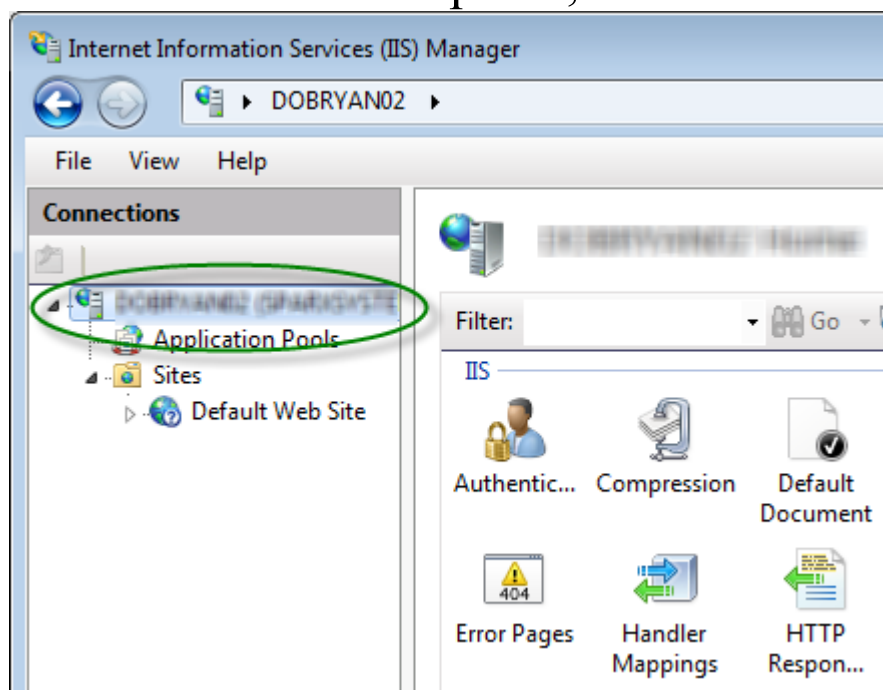 Internet Information Services (IIS) Manager
DOBRYAN02
File View Help
Connections
Application Pools
Sites
Default Web Site
Filter: Go
IIS
Authentic... Compression Default
Document
404
Error Pages Handler HTTP
Mappings Respon...